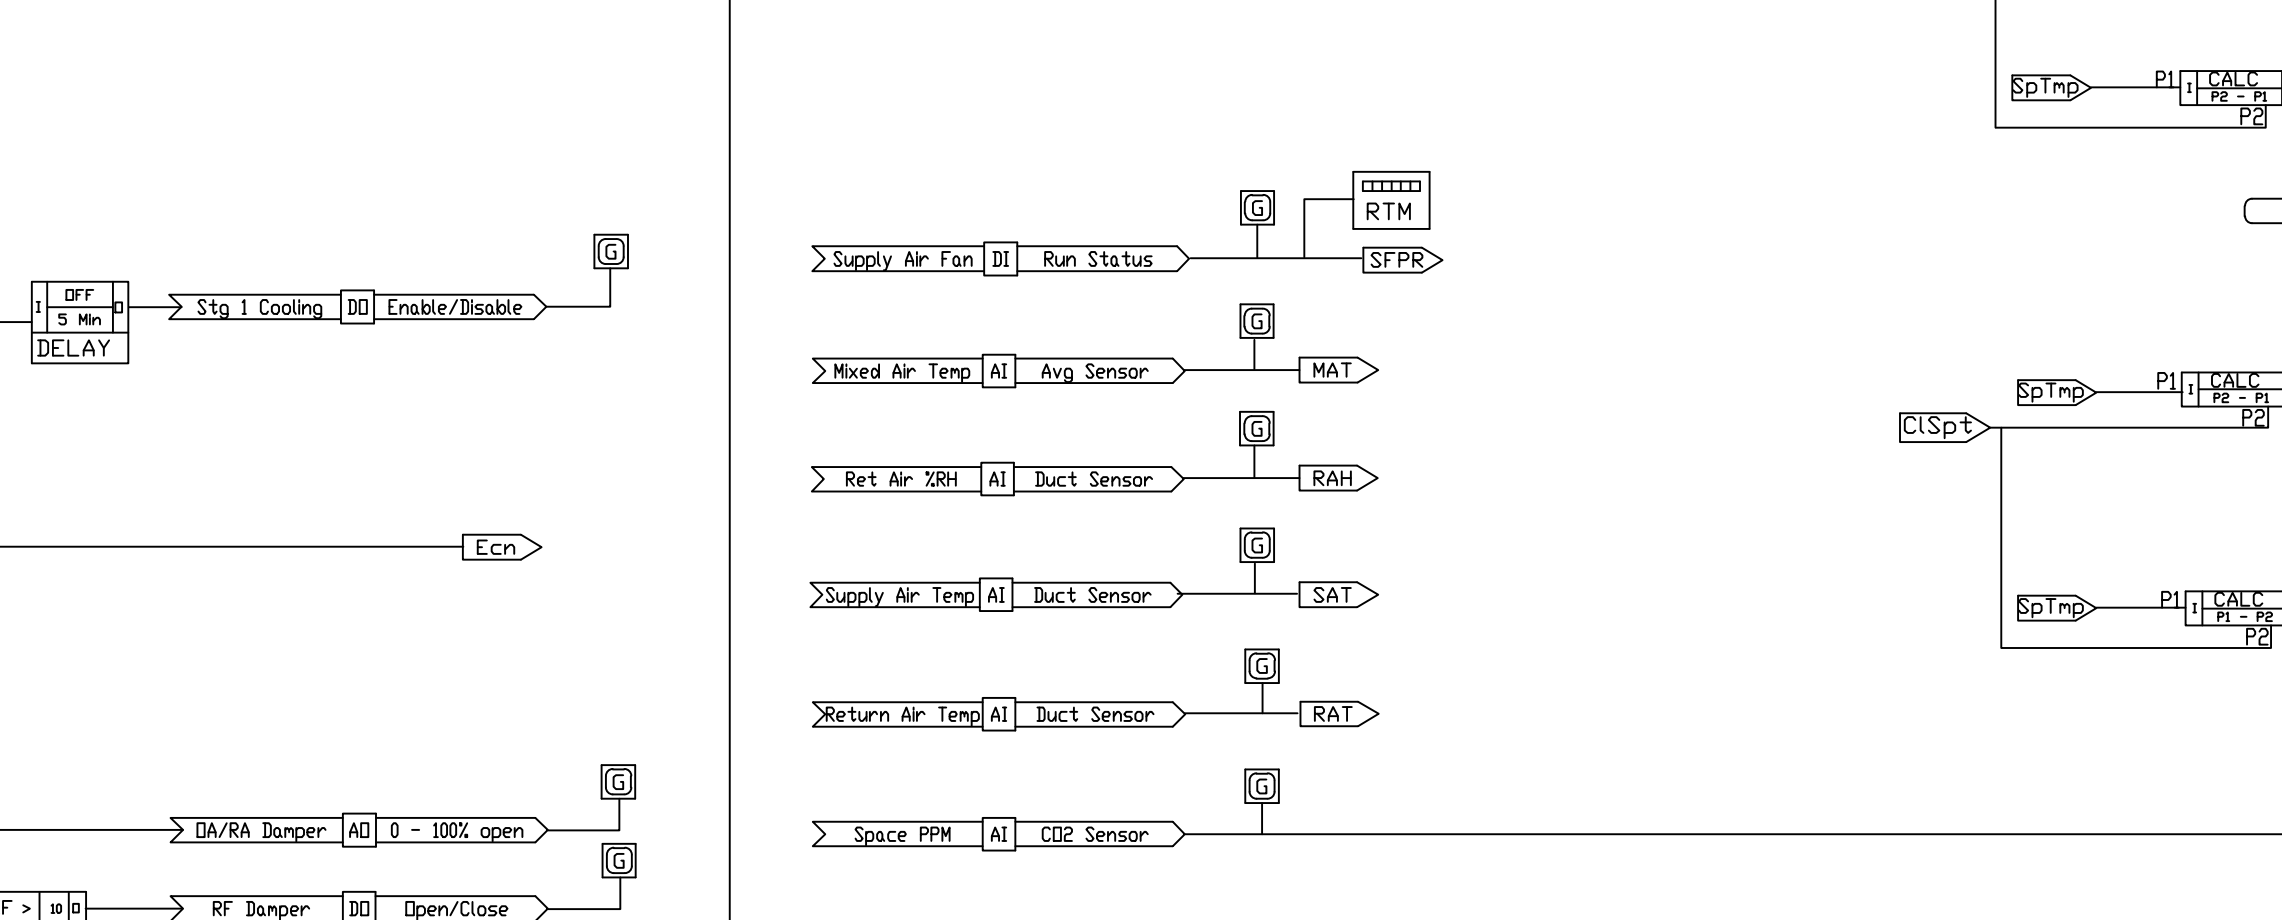 OFF
I
O
5 Min
DELAY
Stg 1 Cooling DO Enable/Disable
G
Ecn
G
OA/RA Damper AO 0 - 100% open
G
F > 10 O
RF Damper DO Open/Close
G
RTM
Supply Air Fan DI Run Status
SFPR
G
Mixed Air Temp AI Avg Sensor
MAT
G
Ret Air %RH AI Duct Sensor
RAH
G
Supply Air Temp AI Duct Sensor
SAT
G
Return Air Temp AI Duct Sensor
RAT
G
Space PPM AI CO2 Sensor
SpTmp
P1
I
CALC
P2 - P1
P2
SpTmp
P1
I
CALC
P2 - P1
P2
ClSpt
SpTmp
P1
I
CALC
P1 - P2
P2